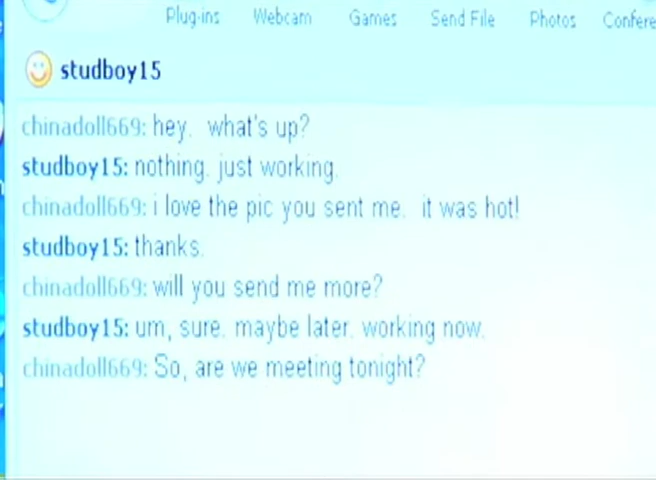 Plug-ins Webcam Games Send File Photos Confere
studboy15
chinadoll669: hey. what's up?
studboy15: nothing. just working.
chinadoll669: i love the pic you sent me. it was hot!
studboy15: thanks.
chinadoll669: will you send me more?
studboy15: um, sure. maybe later. working now.
chinadoll669: So, are we meeting tonight?